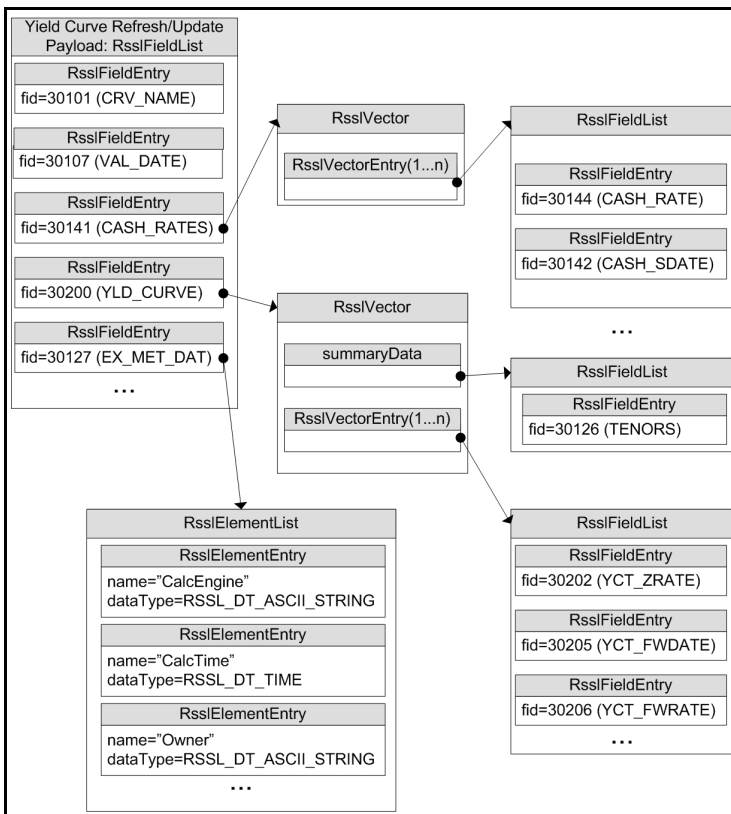 Yield Curve Refresh/Update
Payload: RsslFieldList
RsslFieldEntry
fid=30101 (CRV_NAME)
RsslFieldEntry
fid=30107 (VAL_DATE)
RsslFieldEntry
fid=30141 (CASH_RATES)
RsslFieldEntry
fid=30200 (YLD_CURVE)
RsslFieldEntry
fid=30127 (EX_MET_DAT)
...
RsslVector
RsslVectorEntry(1...n)
RsslFieldList
RsslFieldEntry
fid=30144 (CASH_RATE)
RsslFieldEntry
fid=30142 (CASH_SDATE)
...
RsslVector
summaryData
RsslVectorEntry(1...n)
RsslFieldList
RsslFieldEntry
fid=30126 (TENORS)
RsslElementList
RsslElementEntry
name=”CalcEngine”
dataType=RSSL_DT_ASCII_STRING
RsslElementEntry
name=”CalcTime”
dataType=RSSL_DT_TIME
RsslElementEntry
name=”Owner”
dataType=RSSL_DT_ASCII_STRING
...
RsslFieldList
RsslFieldEntry
fid=30202 (YCT_ZRATE)
RsslFieldEntry
fid=30205 (YCT_FWDATE)
RsslFieldEntry
fid=30206 (YCT_FWRATE)
...